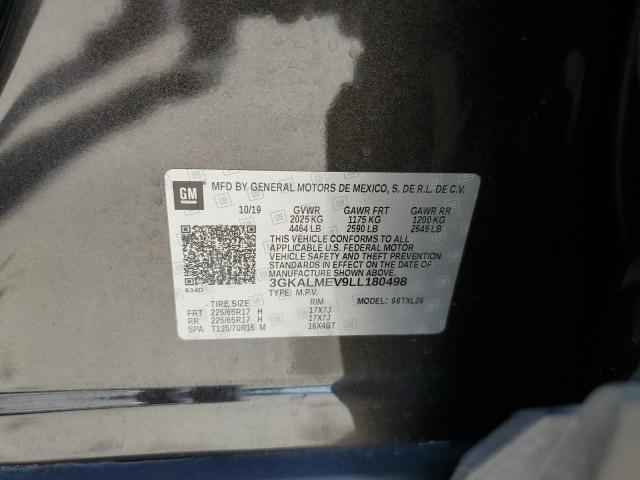 GM
MFD BY GENERAL MOTORS DE MEXICO, S. DE R.L. DE C.V.
10/19 GVWR GAWR FRT GAWR RR
2025 KG 1175 KG 1200 KG
4464 LB 2590 LB 2645 LB
THIS VEHICLE CONFORMS TO ALL
APPLICABLE U.S. FEDERAL MOTOR
VEHICLE SAFETY AND THEFT
PREVENTION STANDARDS IN EFFECT
ON THE DATE OF MANUFACTURE
SHOWN ABOVE.
3GKALMEV9LL180498
634D
TYPE: M.P.V. MODEL: 98TXL26
TIRE SIZE RIM
FRT 225/65R17 H 17X7J
RR 225/65R17 H 17X7J
SPA T135/70R16 M 16X4BT